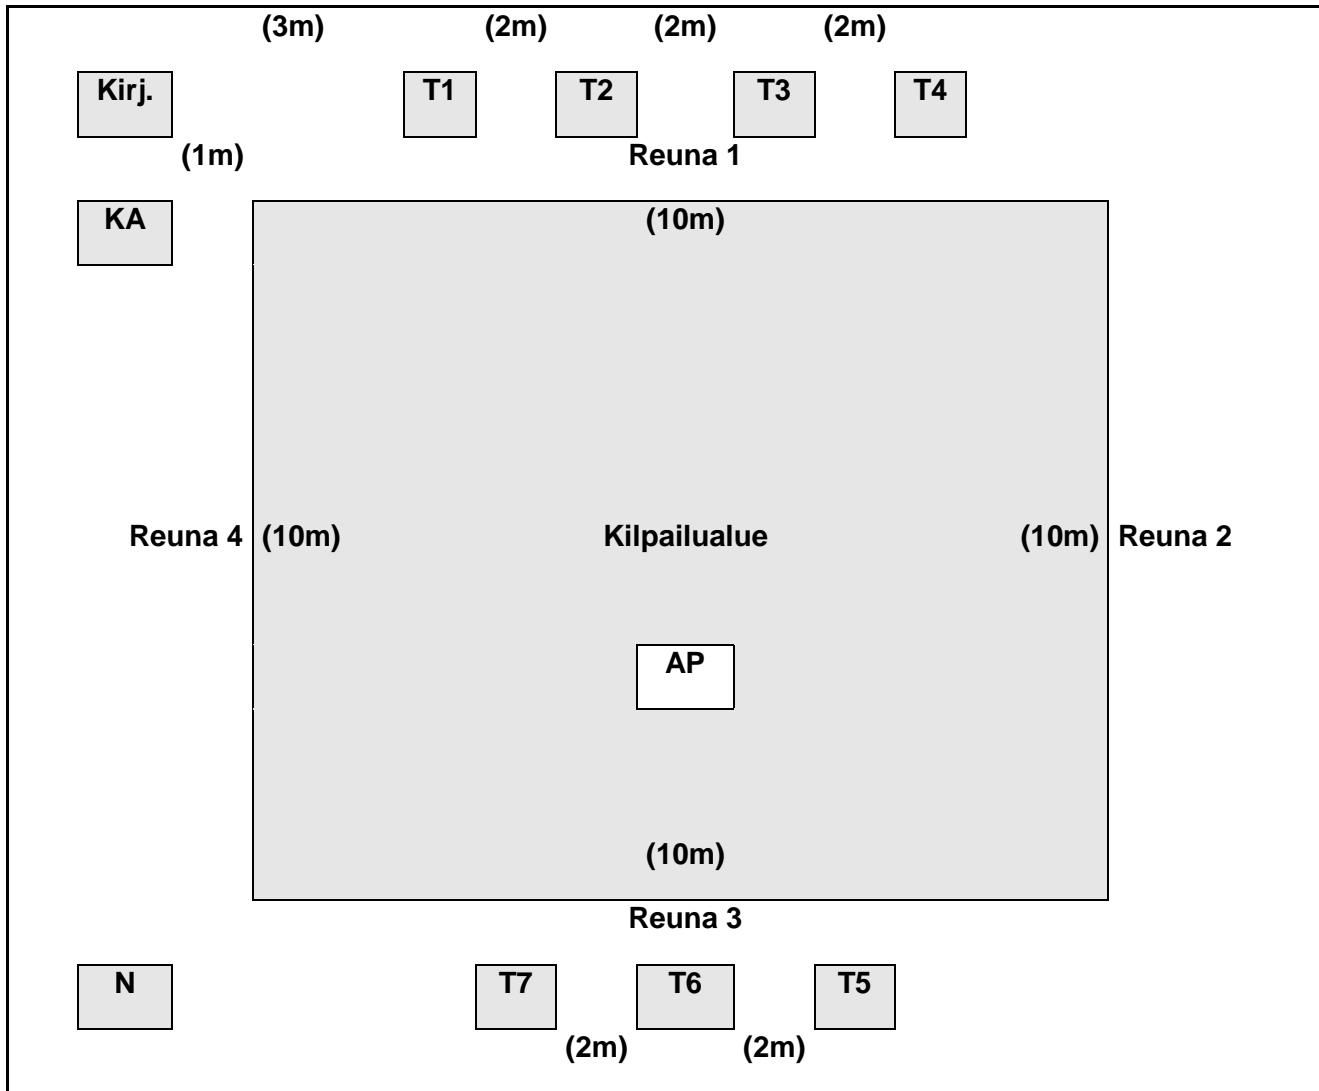 (3m) (2m) (2m) (2m)
Kirj. T1 T2 T3 T4
(1m) Reuna 1
KA (10m)
Reuna 4 (10m) Kilpailualue (10m) Reuna 2
AP
(10m)
Reuna 3
N T7 T6 T5
(2m) (2m)